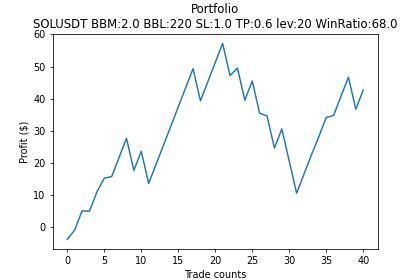 Portfolio
SOLUSDT BBM:2.0 BBL:220 SL:1.0 TP:0.6 lev:20 WinRatio:68.0
60
50
40
30
20
10
0
Profit ($)
0 5 10 15 20 25 30 35 40
Trade counts